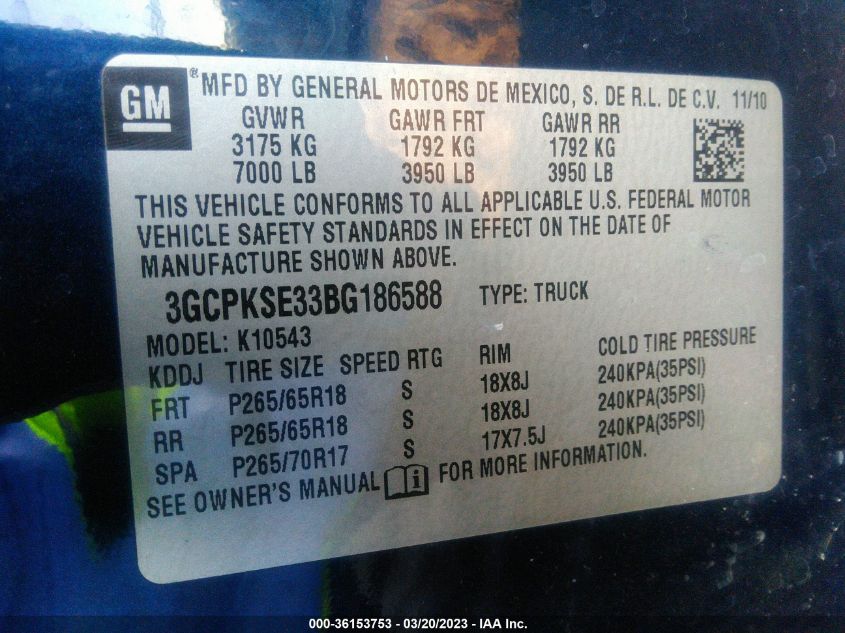 GM
® MFD BY GENERAL MOTORS DE MEXICO, S. DE R.L. DE C.V. 11/10
GVWR GAWR FRT GAWR RR
3175 KG 1792 KG 1792 KG
7000 LB 3950 LB 3950 LB
THIS VEHICLE CONFORMS TO ALL APPLICABLE U.S. FEDERAL MOTOR
VEHICLE SAFETY STANDARDS IN EFFECT ON THE DATE OF
MANUFACTURE SHOWN ABOVE.
3GCPKSE33BG186588 TYPE: TRUCK
MODEL: K10543
KDDJ TIRE SIZE SPEED RTG RIM COLD TIRE PRESSURE
FRT P265/65R18 S 18X8J 240KPA(35PSI)
RR P265/65R18 S 18X8J 240KPA(35PSI)
SPA P265/70R17 S 17X7.5J 240KPA(35PSI)
SEE OWNER'S MANUAL i FOR MORE INFORMATION.
000-36153753 - 03/20/2023 - IAA Inc.